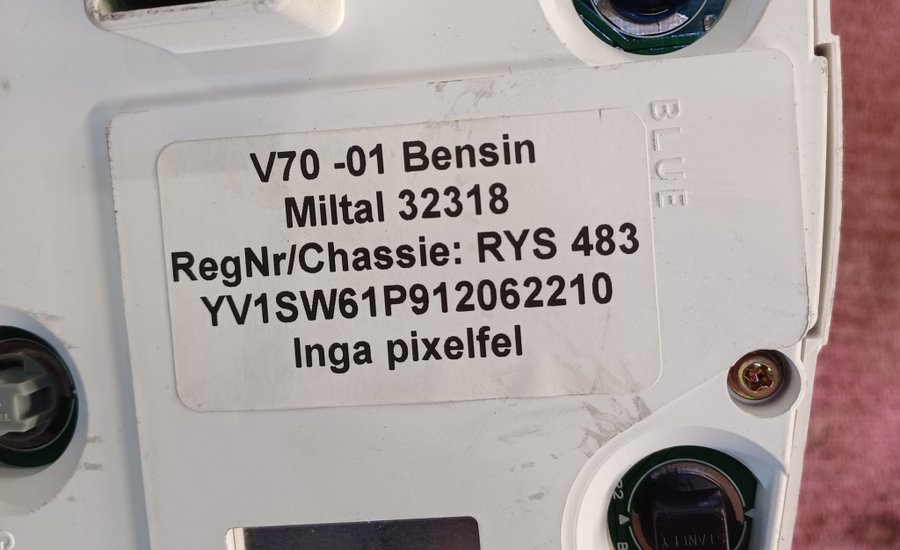 V70 -01 Bensin
Miltal 32318
RegNr/Chassie: RYS 483
YV1SW61P912062210
Inga pixelfel
BLUE
STANLEY